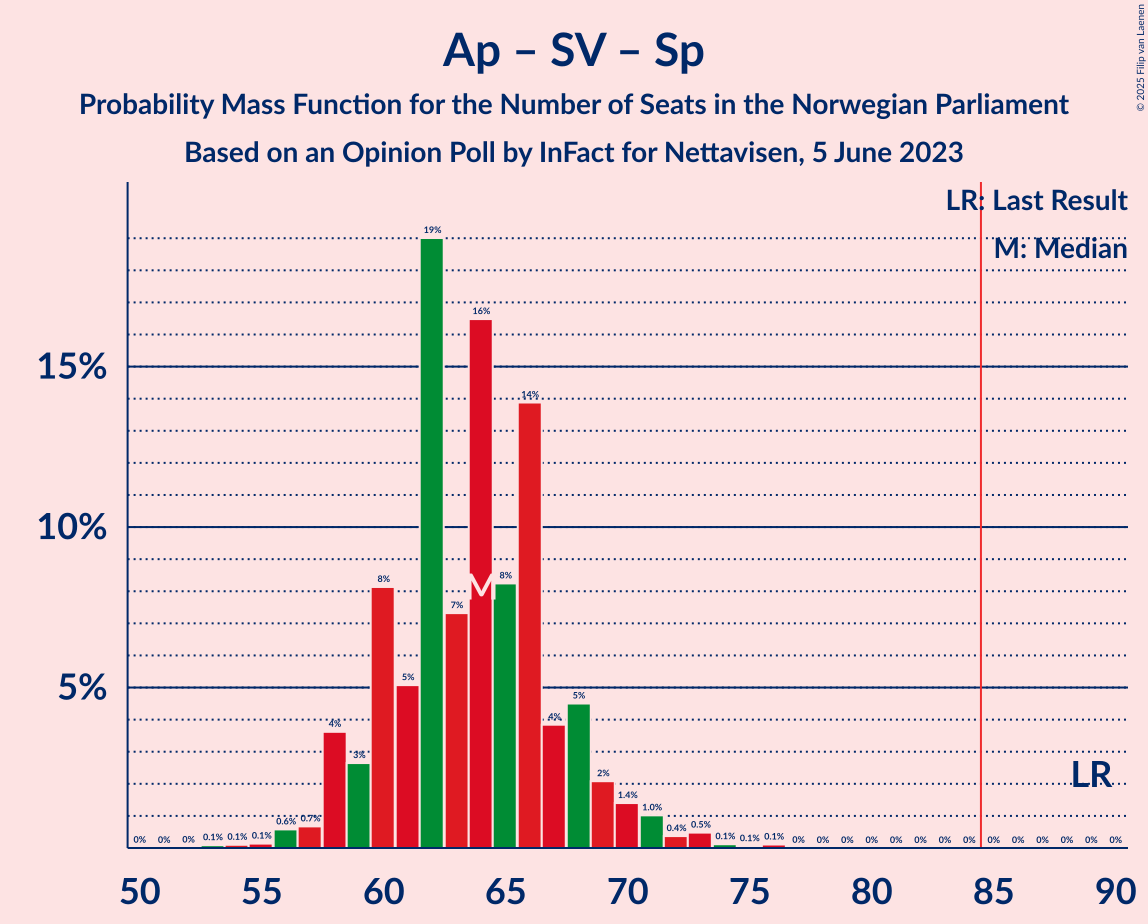 Ap – SV – Sp
Probability Mass Function for the Number of Seats in the Norwegian Parliament
Based on an Opinion Poll by InFact for Nettavisen, 5 June 2023
© 2025 Filip van Laenen
LR: Last Result
M: Median
15%
10%
5%
0% 0% 0% 0.1% 0.1% 0.1% 0.6% 0.7% 4% 3% 8% 5% 19% 7% 16% 8% 14% 4% 5% 2% 1.4% 1.0% 0.4% 0.5% 0.1% 0.1% 0.1% 0% 0% 0% 0% 0% 0% 0% 0% 0% 0% 0% 0% 0% 0%
M
LR
50 55 60 65 70 75 80 85 90